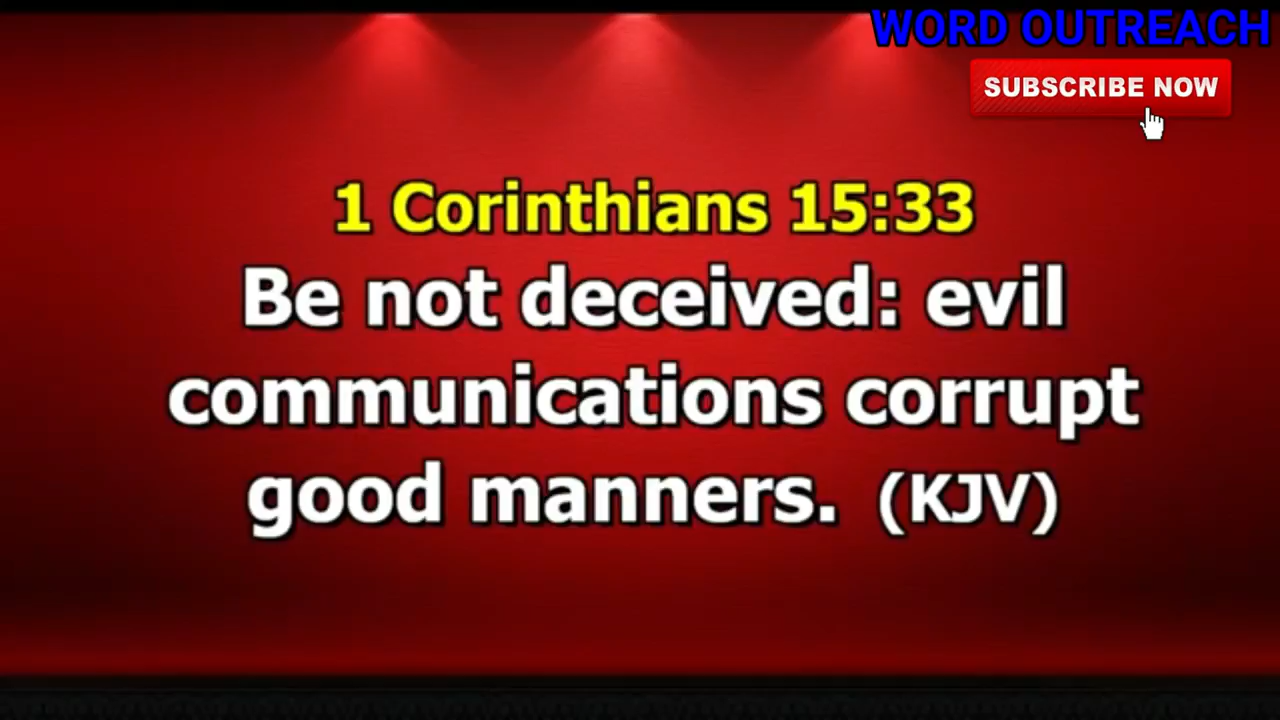 WORD OUTREACH
SUBSCRIBE NOW
1 Corinthians 15:33
Be not deceived: evil
communications corrupt
good manners. (KJV)